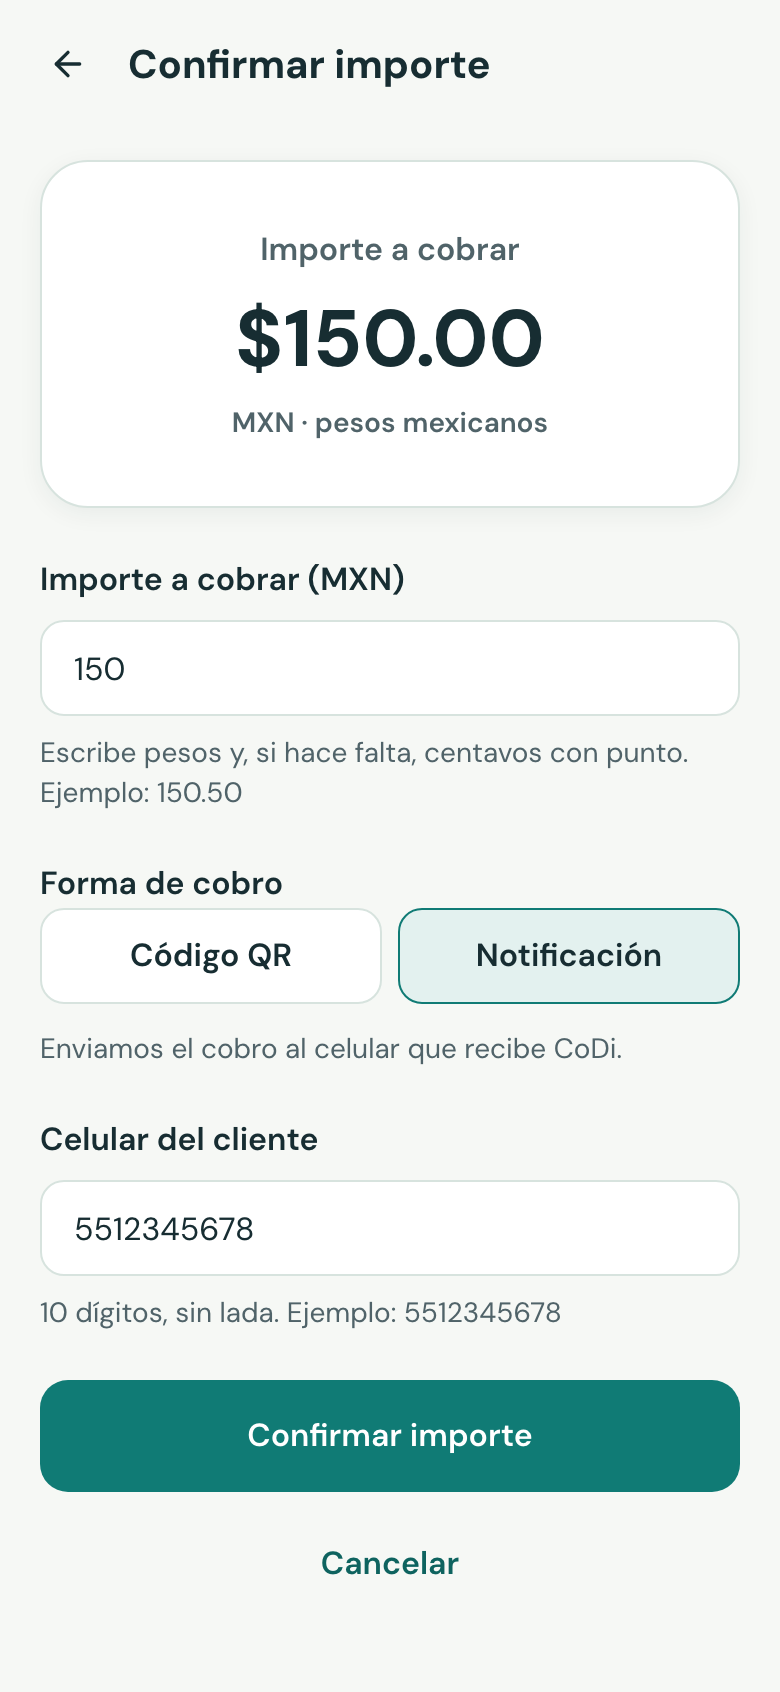 Confirmar importe
Importe a cobrar
$150.00
MXN · pesos mexicanos
Importe a cobrar (MXN)
150
Escribe pesos y, si hace falta, centavos con punto.
Ejemplo: 150.50
Forma de cobro
Código QR
Notificación
Enviamos el cobro al celular que recibe CoDi.
Celular del cliente
5512345678
10 dígitos, sin lada. Ejemplo: 5512345678
Confirmar importe
Cancelar